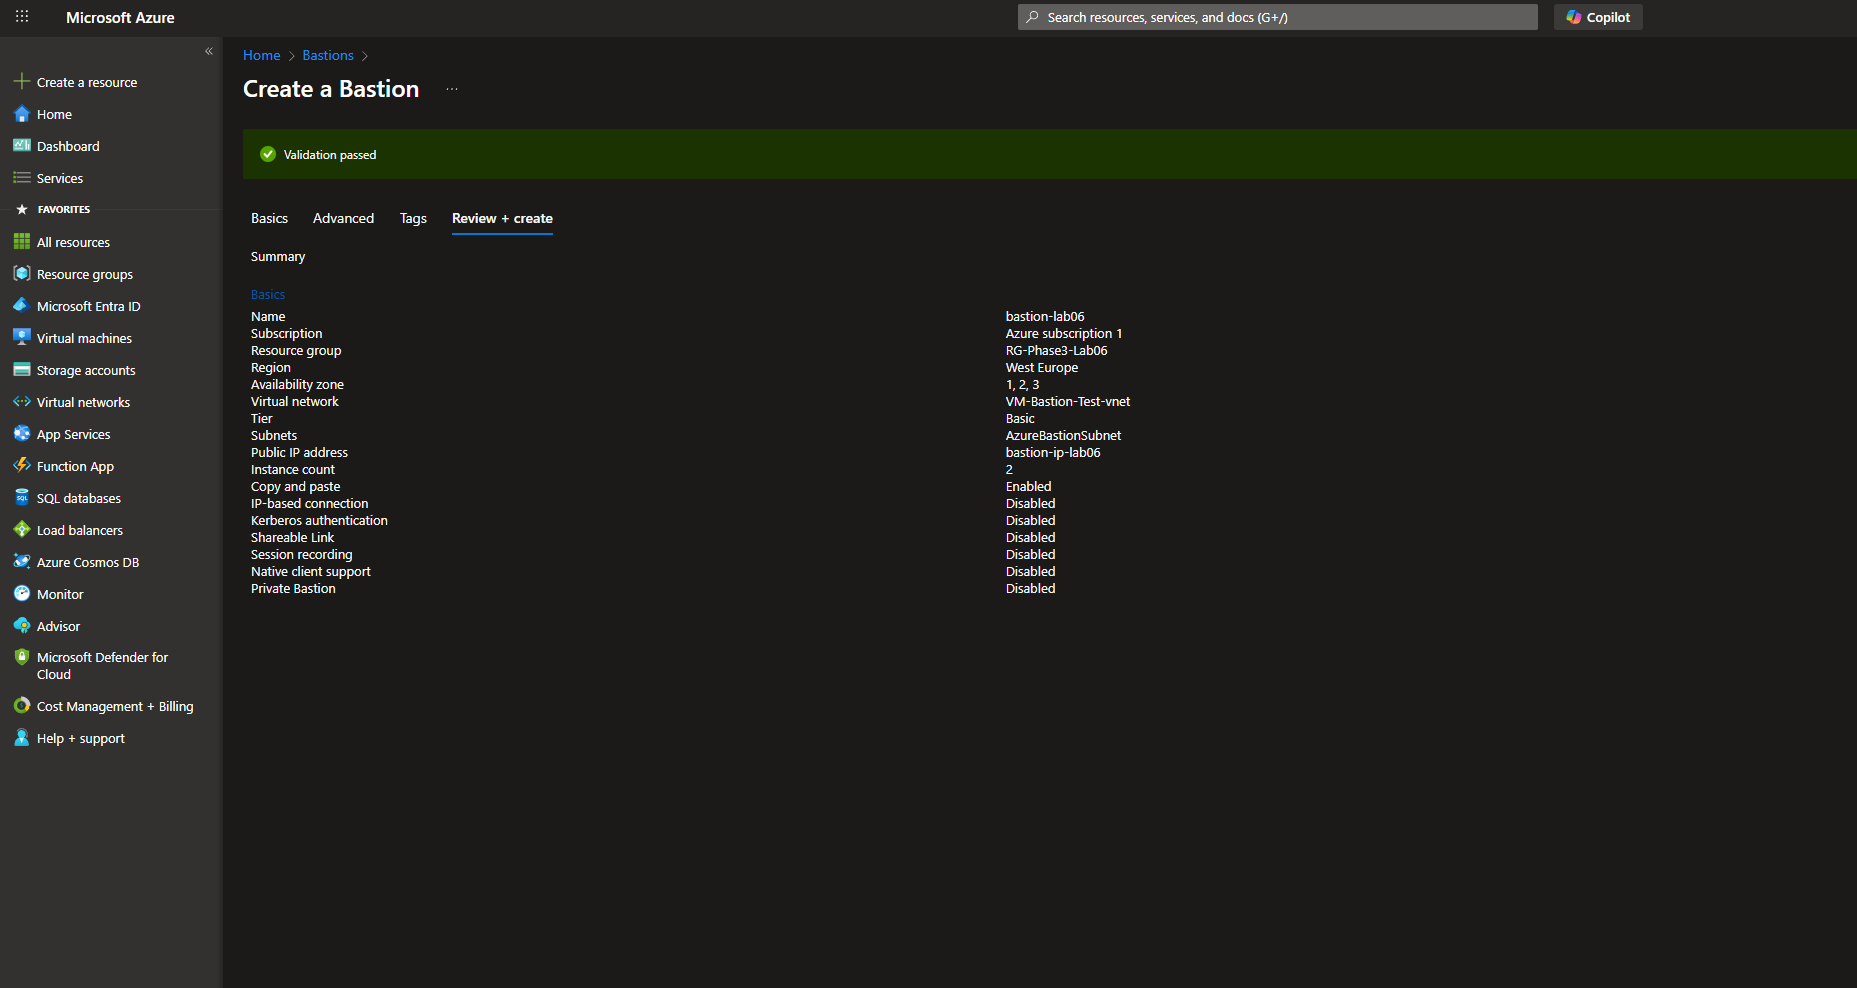 Microsoft Azure
Search resources, services, and docs (G+/)
Copilot
Create a resource
Home
Dashboard
Services
FAVORITES
All resources
Resource groups
Microsoft Entra ID
Virtual machines
Storage accounts
Virtual networks
App Services
Function App
SQL databases
Load balancers
Azure Cosmos DB
Monitor
Advisor
Microsoft Defender for
Cloud
Cost Management + Billing
Help + support
Home > Bastions >
Create a Bastion ...
Validation passed
Basics Advanced Tags Review + create
Summary
Basics
Name bastion-lab06
Subscription Azure subscription 1
Resource group RG-Phase3-Lab06
Region West Europe
Availability zone 1, 2, 3
Virtual network VM-Bastion-Test-vnet
Tier Basic
Subnets AzureBastionSubnet
Public IP address bastion-ip-lab06
Instance count 2
Copy and paste Enabled
IP-based connection Disabled
Kerberos authentication Disabled
Shareable Link Disabled
Session recording Disabled
Native client support Disabled
Private Bastion Disabled